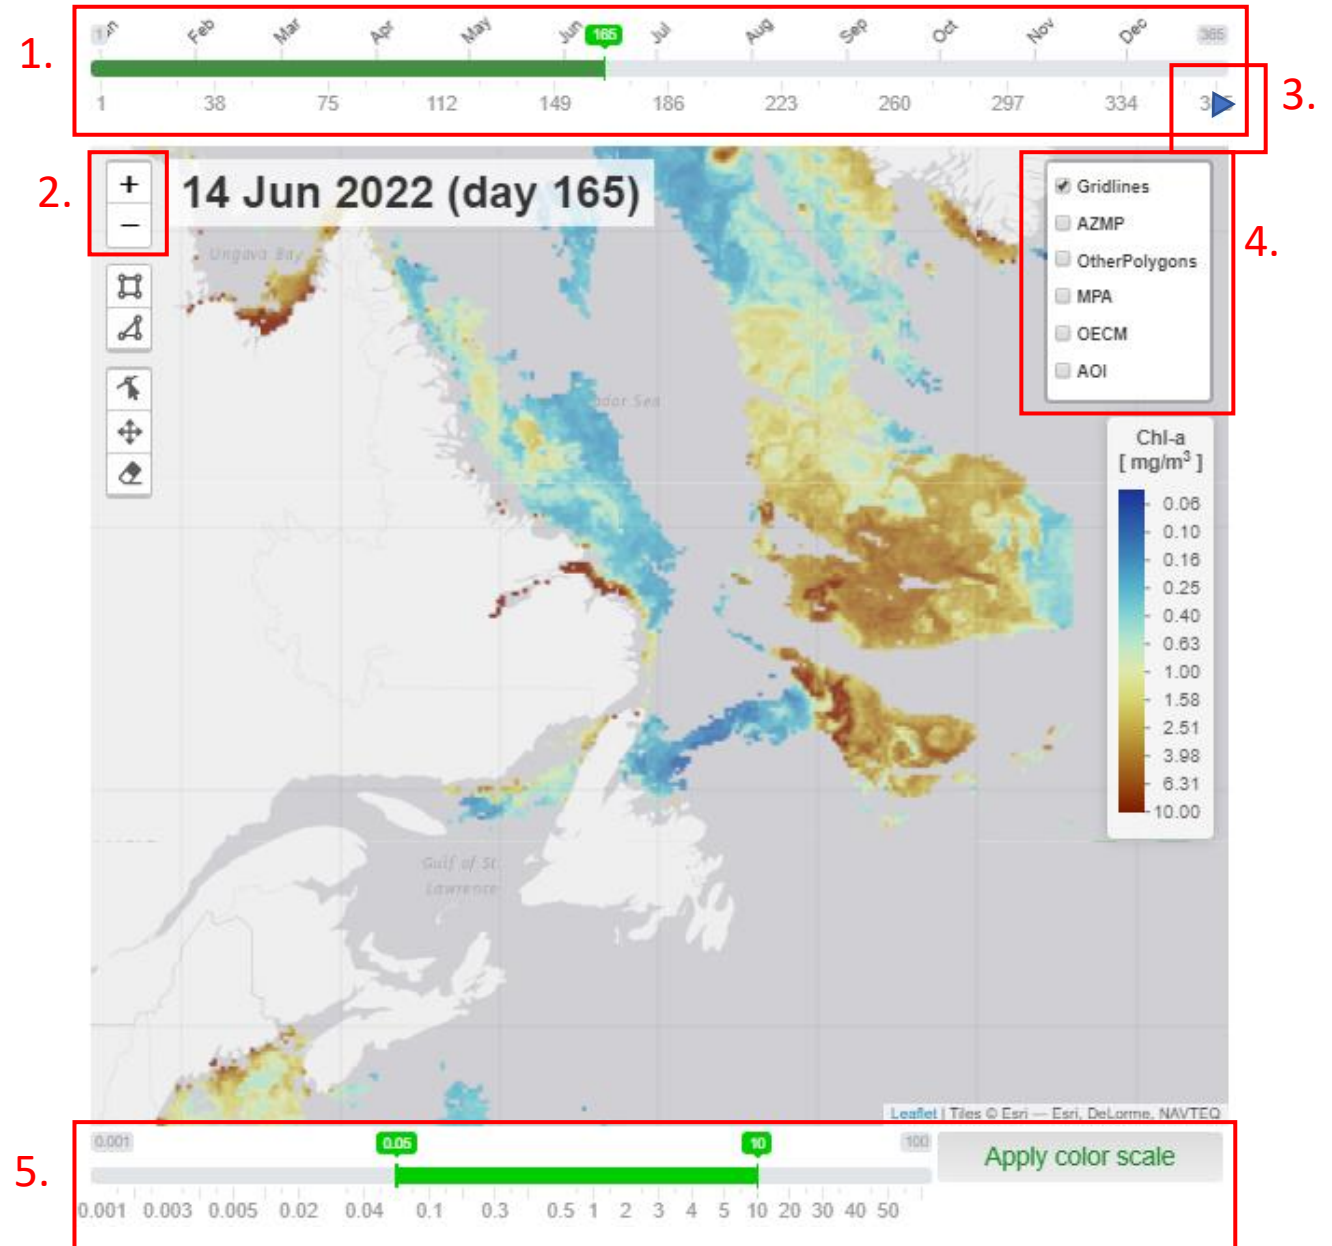 1.
Feb Mar Apr May Jun 165 Jul Aug Sep Oct Nov Dec 365
1 38 75 112 149 186 223 260 297 334
3.
2.
+
−
14 Jun 2022 (day 165)
Ungava Bay
Gridlines
AZMP
OtherPolygons
MPA
OECM
AOI
4.
Sea
Chl-a
[ mg/m³ ]
0.06
0.10
0.16
0.25
0.40
0.63
1.00
1.58
2.51
3.98
6.31
10.00
Gulf of St.
Lawrence
Leaflet | Tiles © Esri — Esri, DeLorme, NAVTEQ
5.
0.001 0.05 10 100
Apply color scale
0.001 0.003 0.005 0.02 0.04 0.1 0.3 0.5 1 2 3 4 5 10 20 30 40 50